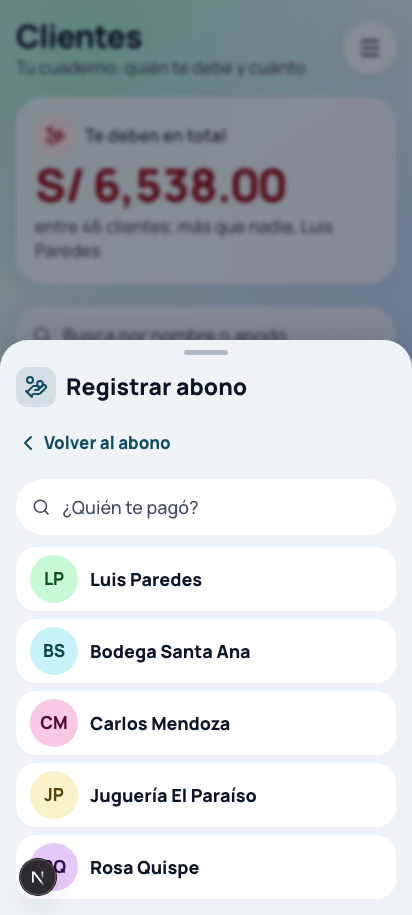 Clientes
Tu cuaderno: quién te debe y cuánto
Te deben en total
S/ 6,538.00
entre 46 clientes; más que nadie, Luis
Paredes
Busca por nombre o apodo
Registrar abono
Volver al abono
¿Quién te pagó?
LP
Luis Paredes
BS
Bodega Santa Ana
CM
Carlos Mendoza
JP
Juguería El Paraíso
N
Rosa Quispe